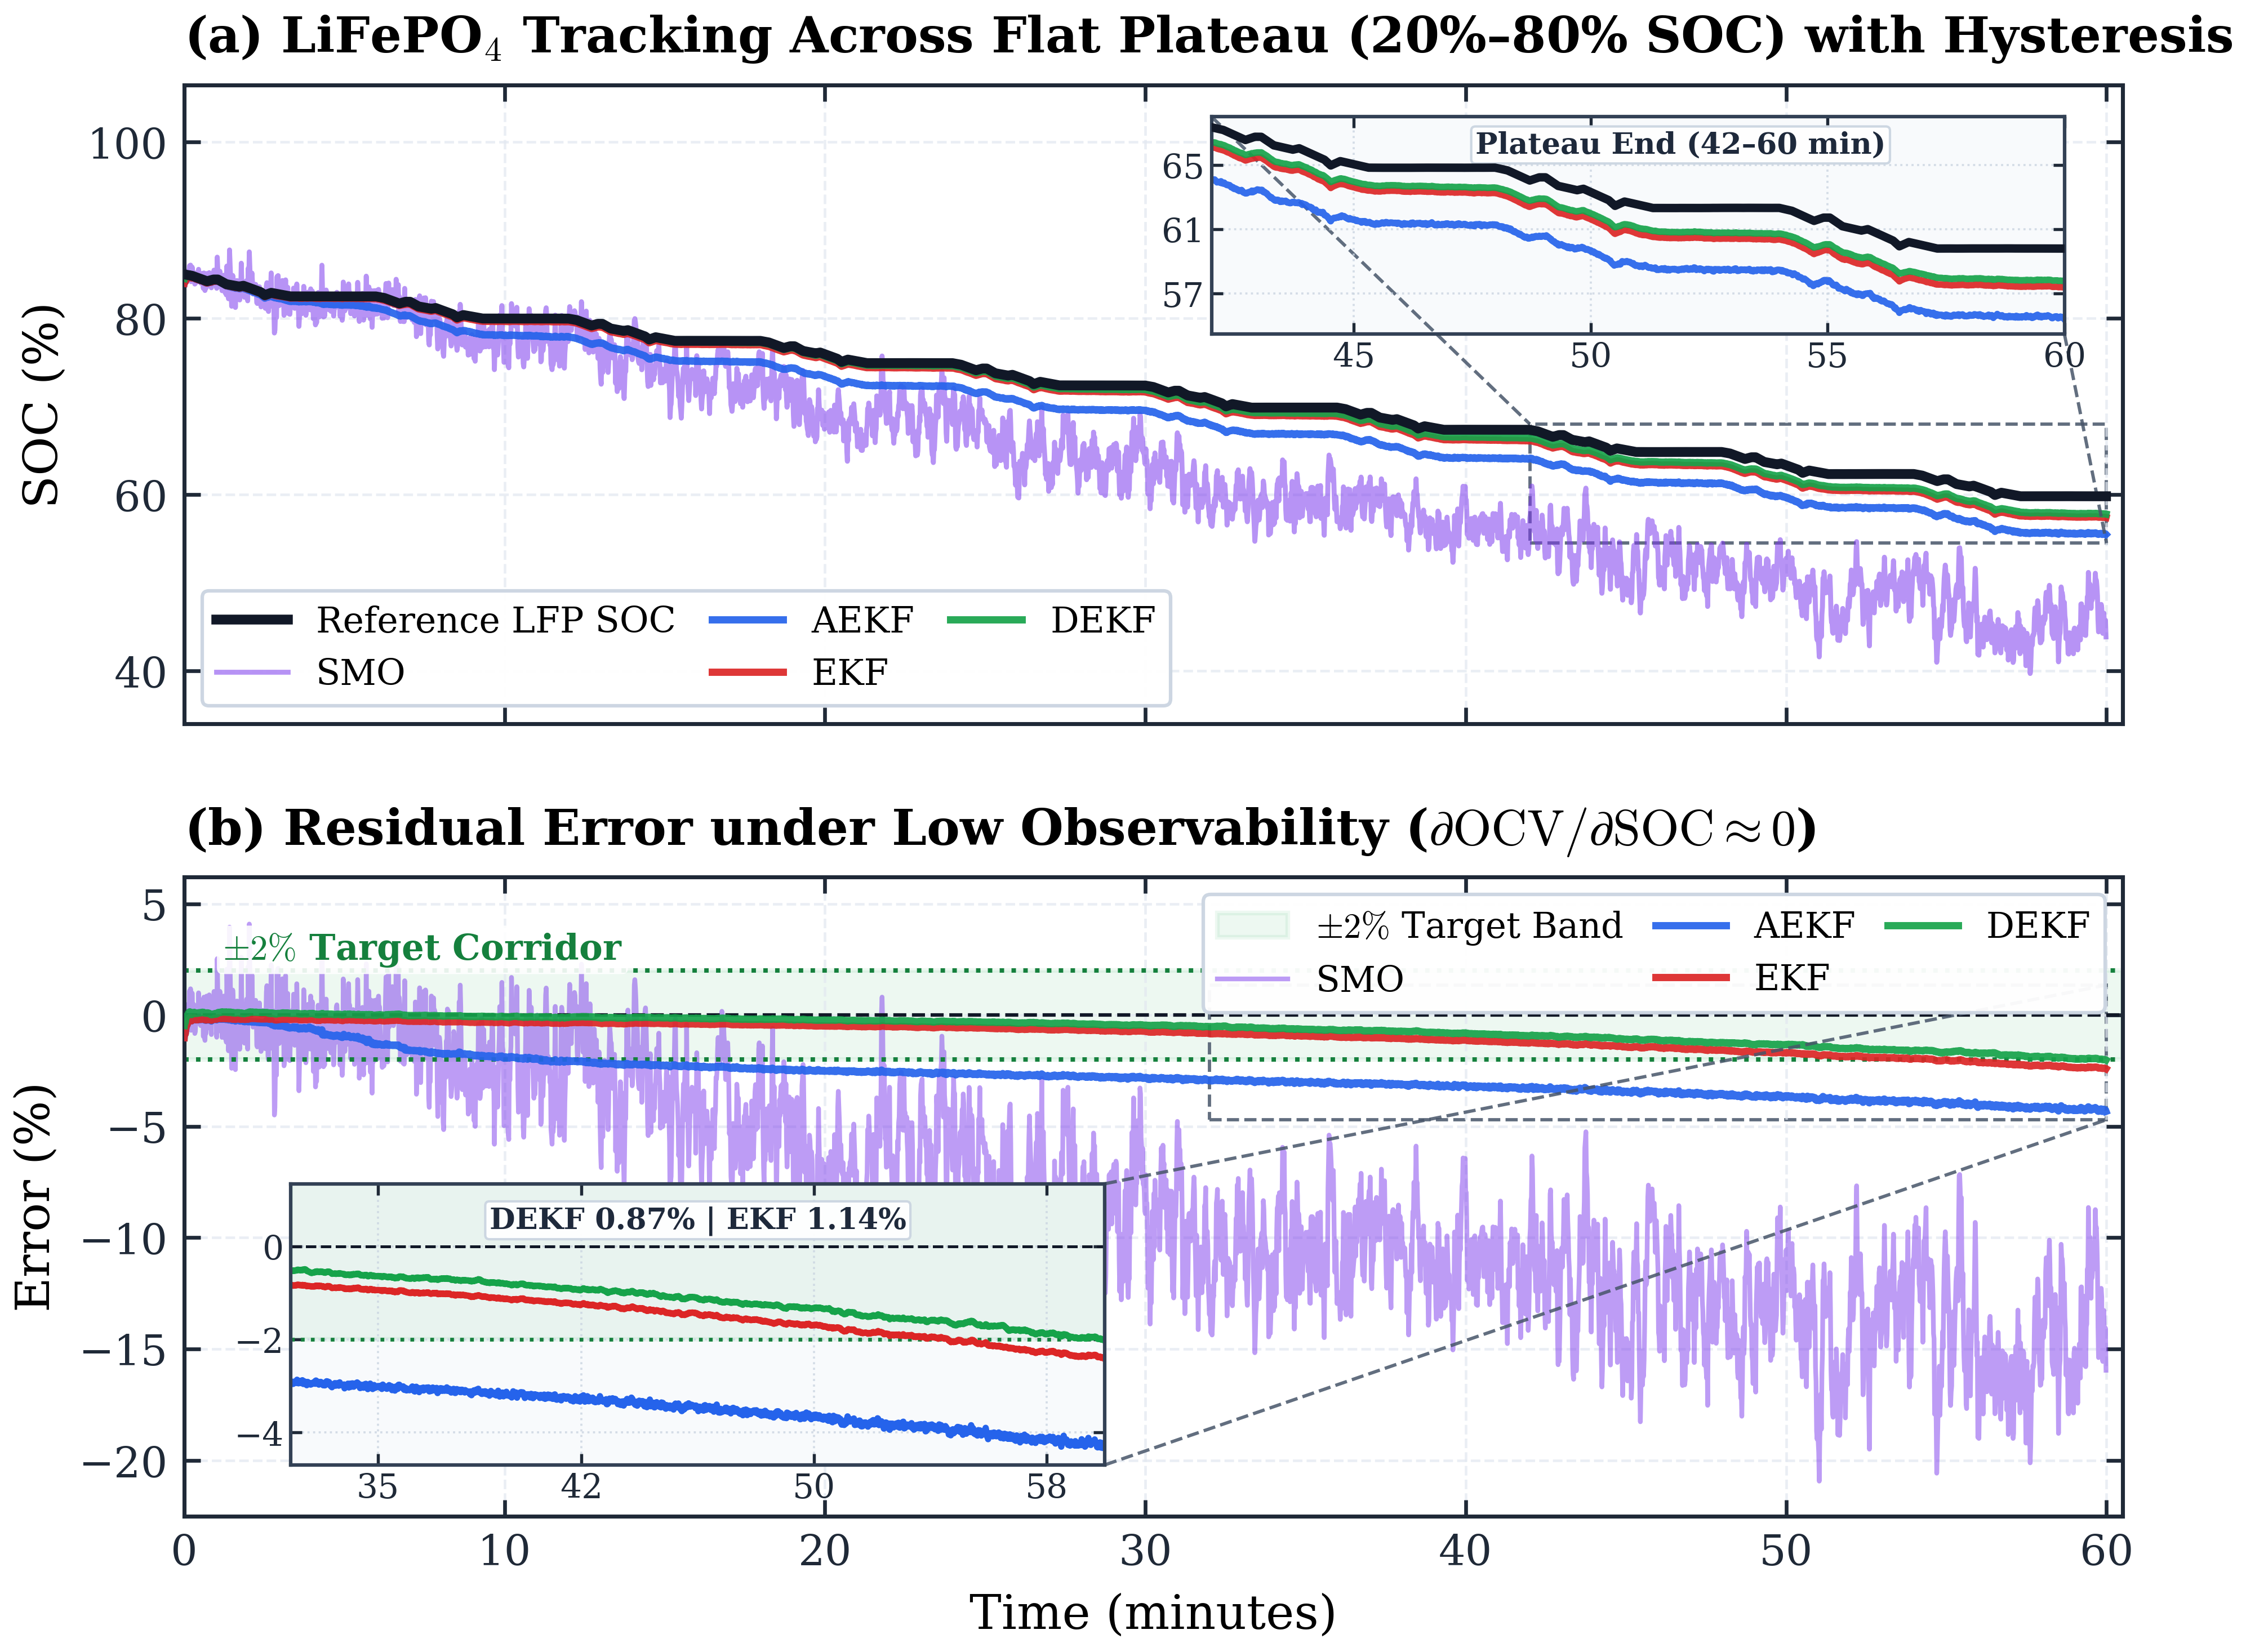 (a) LiFePO₄ Tracking Across Flat Plateau (20%–80% SOC) with Hysteresis
SOC (%)
100
80
60
40
Plateau End (42–60 min)
65
61
57
45 50 55 60
Reference LFP SOC AEKF DEKF
SMO EKF
(b) Residual Error under Low Observability (∂OCV/∂SOC ≈ 0)
Error (%)
5
0
−5
−10
−15
−20
±2% Target Corridor
±2% Target Band AEKF DEKF
SMO EKF
DEKF 0.87% | EKF 1.14%
0
−2
−4
35 42 50 58
0 10 20 30 40 50 60
Time (minutes)